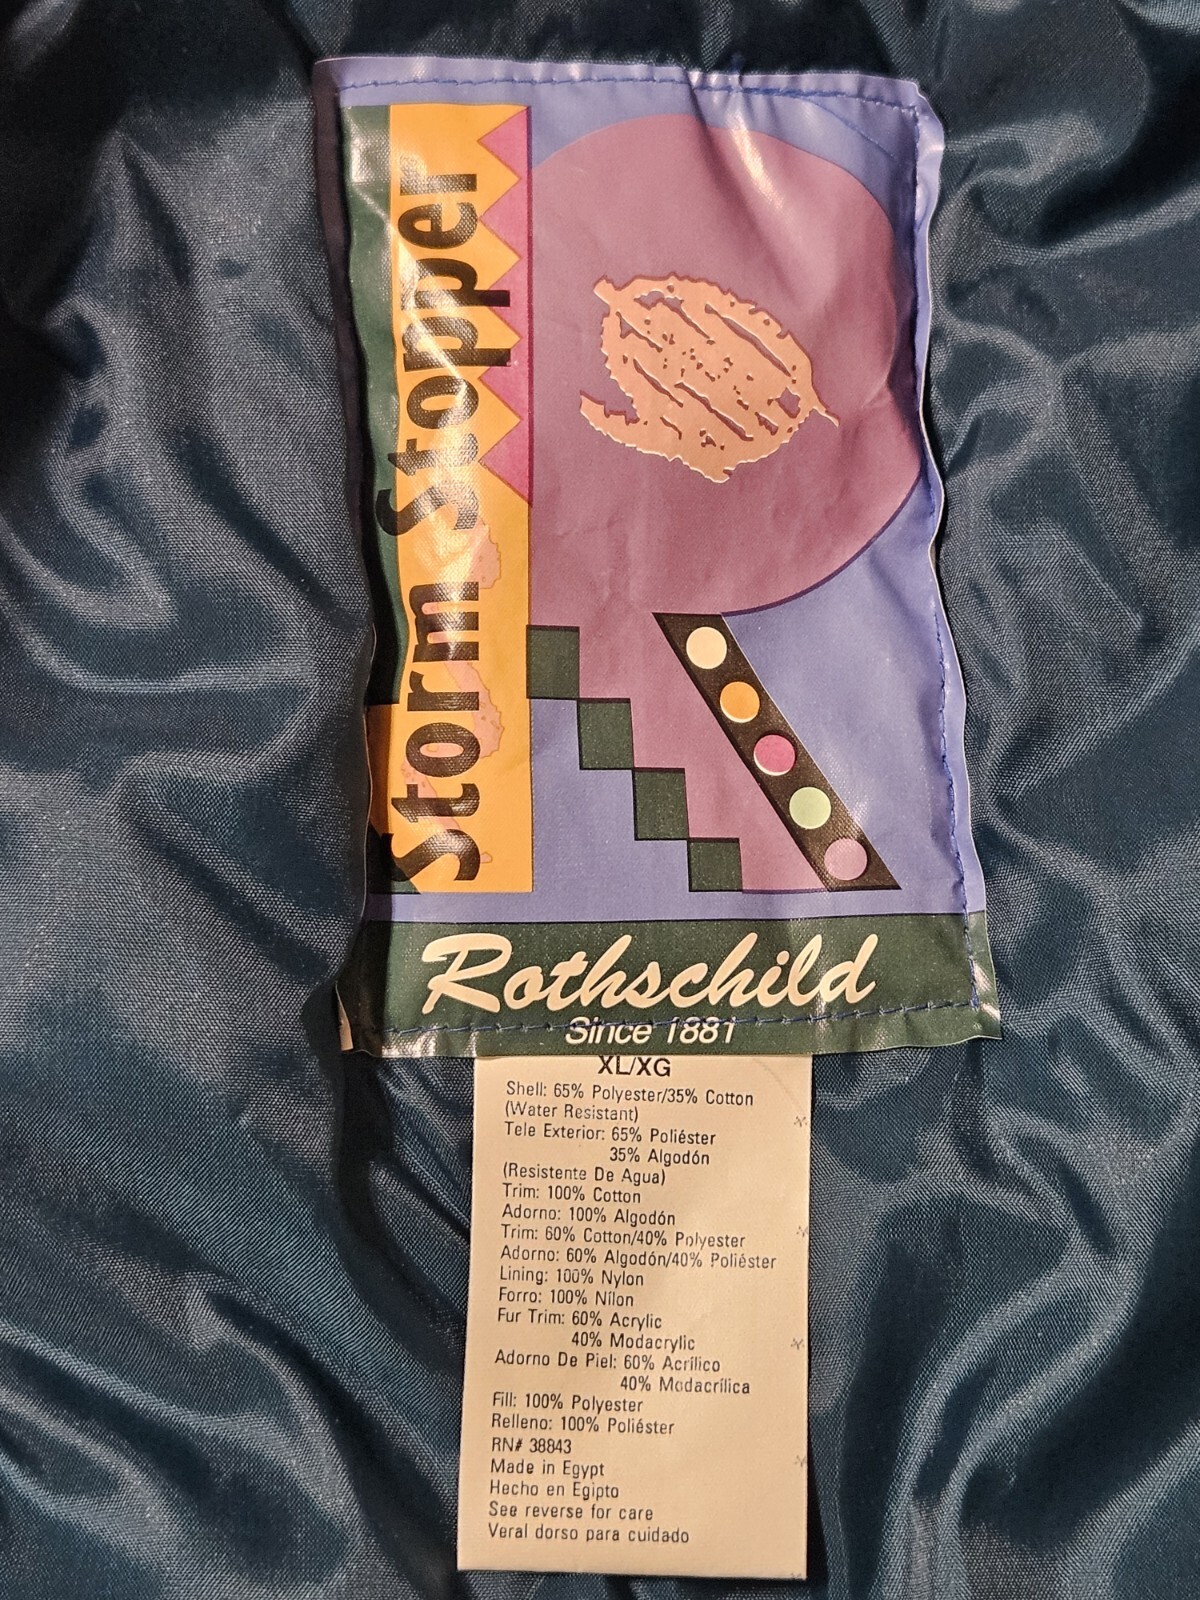 Storm Stopper
Rothschild
Since 1881
XL/XG
Shell: 65% Polyester/35% Cotton
(Water Resistant)
Tele Exterior: 65% Poliéster
35% Algodón
(Resistente De Agua)
Trim: 100% Cotton
Adorno: 100% Algodón
Trim: 60% Cotton/40% Polyester
Adorno: 60% Algodón/40% Poliéster
Lining: 100% Nylon
Forro: 100% Nílon
Fur Trim: 60% Acrylic
40% Modacrylic
Adorno De Piel: 60% Acrílico
40% Modacrílica
Fill: 100% Polyester
Relleno: 100% Poliéster
RN# 38843
Made in Egypt
Hecho en Egipto
See reverse for care
Veral dorso para cuidado